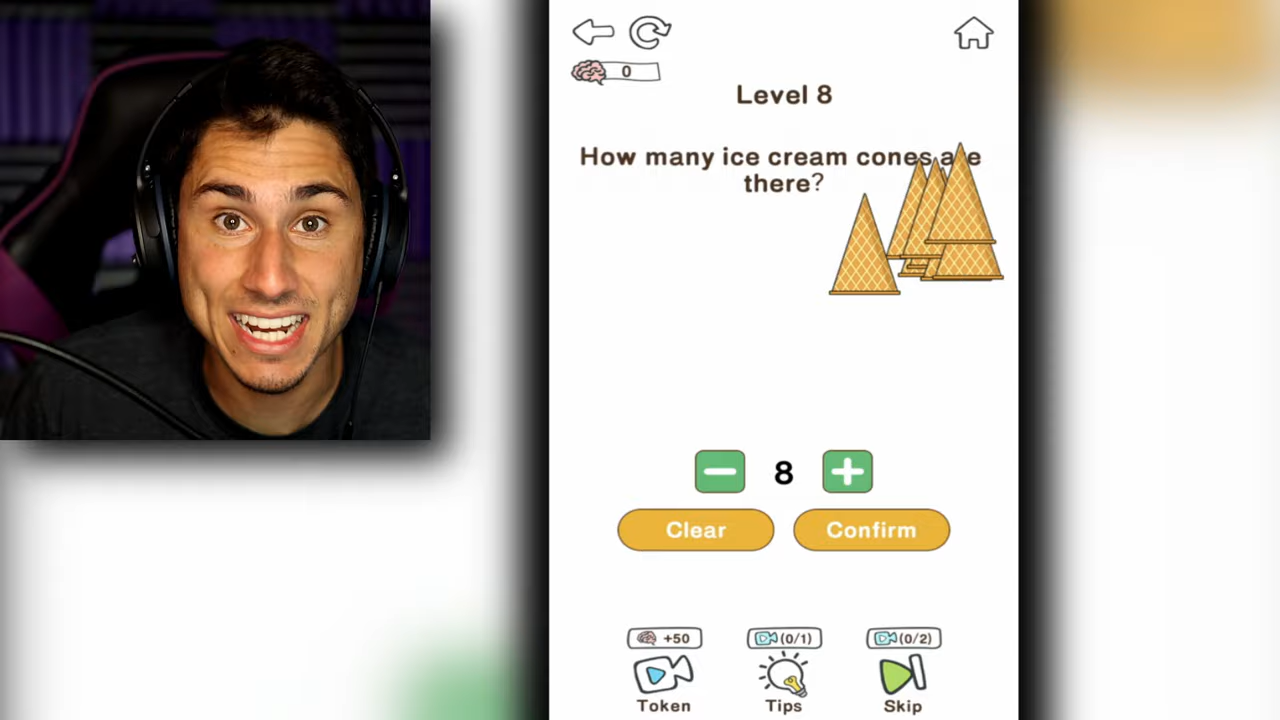 0
Level 8
How many ice cream cones a e
there?
8
Clear
Confirm
+50
(0/1)
(0/2)
Token
Tips
Skip